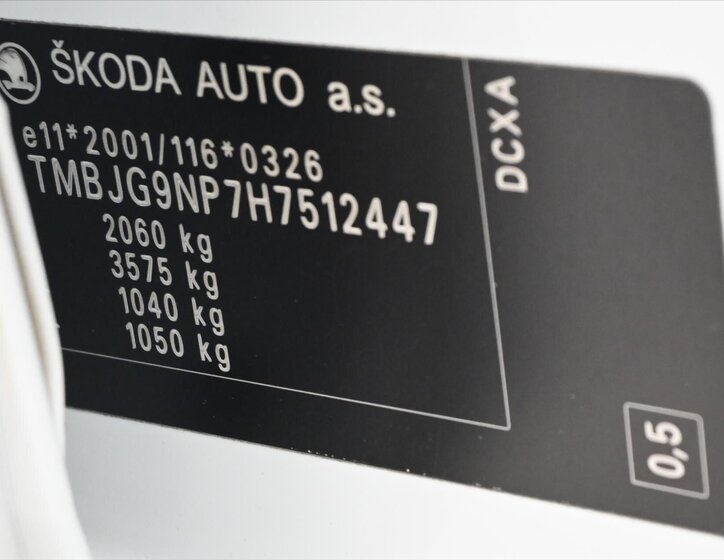 ŠKODA AUTO a.s.
e11*2001/116*0326
TMBJG9NP7H7512447
2060 kg
3575 kg
1040 kg
1050 kg
DCXA
0,5